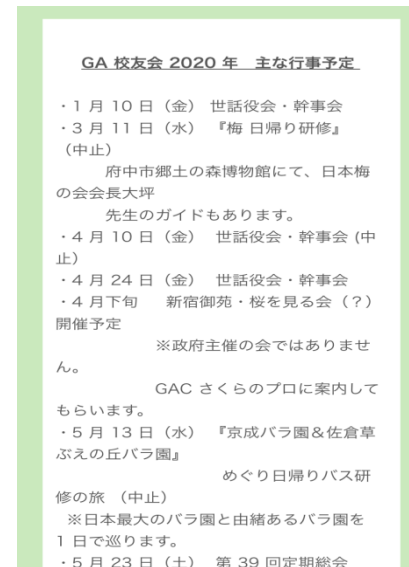 GA 校友会 2020 年　主な行事予定
・1 月 10 日（金） 世話役会・幹事会
・3 月 11 日（水） 『梅 日帰り研修』
（中止）
府中市郷土の森博物館にて、日本梅
の会会長大坪
先生のガイドもあります。
・4 月 10 日（金）　世話役会・幹事会 (中
止）
・4 月 24 日（金）　世話役会・幹事会
・4 月下旬　　新宿御苑・桜を見る会（？）
開催予定
※政府主催の会ではありませ
ん。
GAC さくらのプロに案内して
もらいます。
・5 月 13 日（水）　『京成バラ園＆佐倉草
ぶえの丘バラ園』
めぐり日帰りバス研
修の旅 （中止）
※日本最大のバラ園と由緒あるバラ園を
1 日で巡ります。
・5 月 23 日（土）　第 39 回定期総会